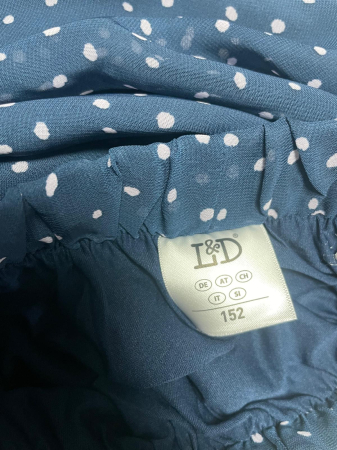 L&D
DE AT CH
IT SI
152